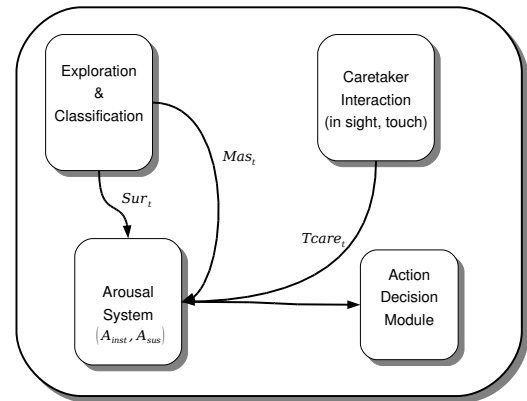 Exploration
&
Classification
Caretaker
Interaction
(in sight, touch)
Mas_t
Sur_t
Tcare_t
Arousal
System
(A_inst, A_sus)
Action
Decision
Module